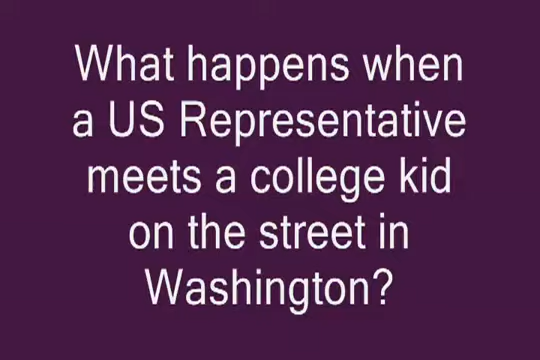 What happens when
a US Representative
meets a college kid
on the street in
Washington?